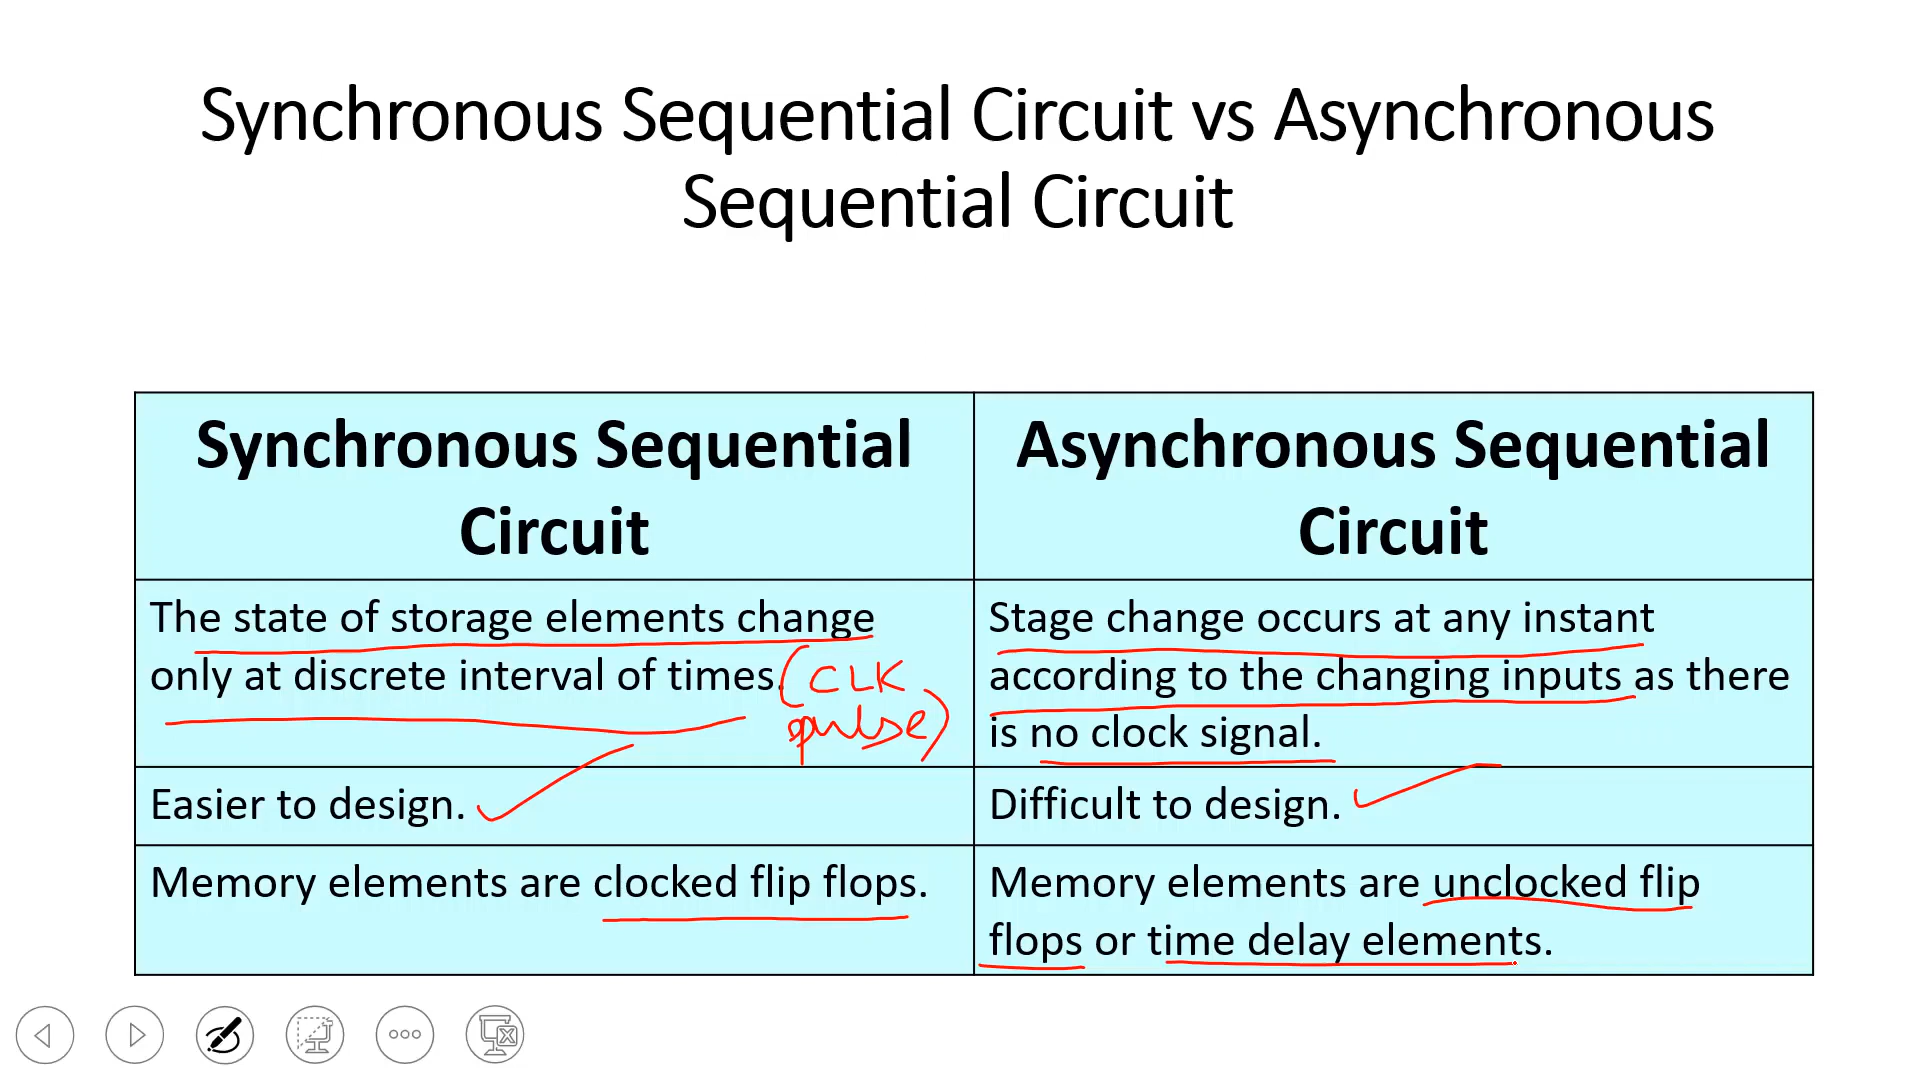 Synchronous Sequential Circuit vs Asynchronous
Sequential Circuit
Synchronous Sequential
Circuit
Asynchronous Sequential
Circuit
The state of storage elements change
only at discrete interval of times. (CLK
pulse)
Stage change occurs at any instant
according to the changing inputs as there
is no clock signal.
Easier to design.
Difficult to design.
Memory elements are clocked flip flops.
Memory elements are unclocked flip
flops or time delay elements.